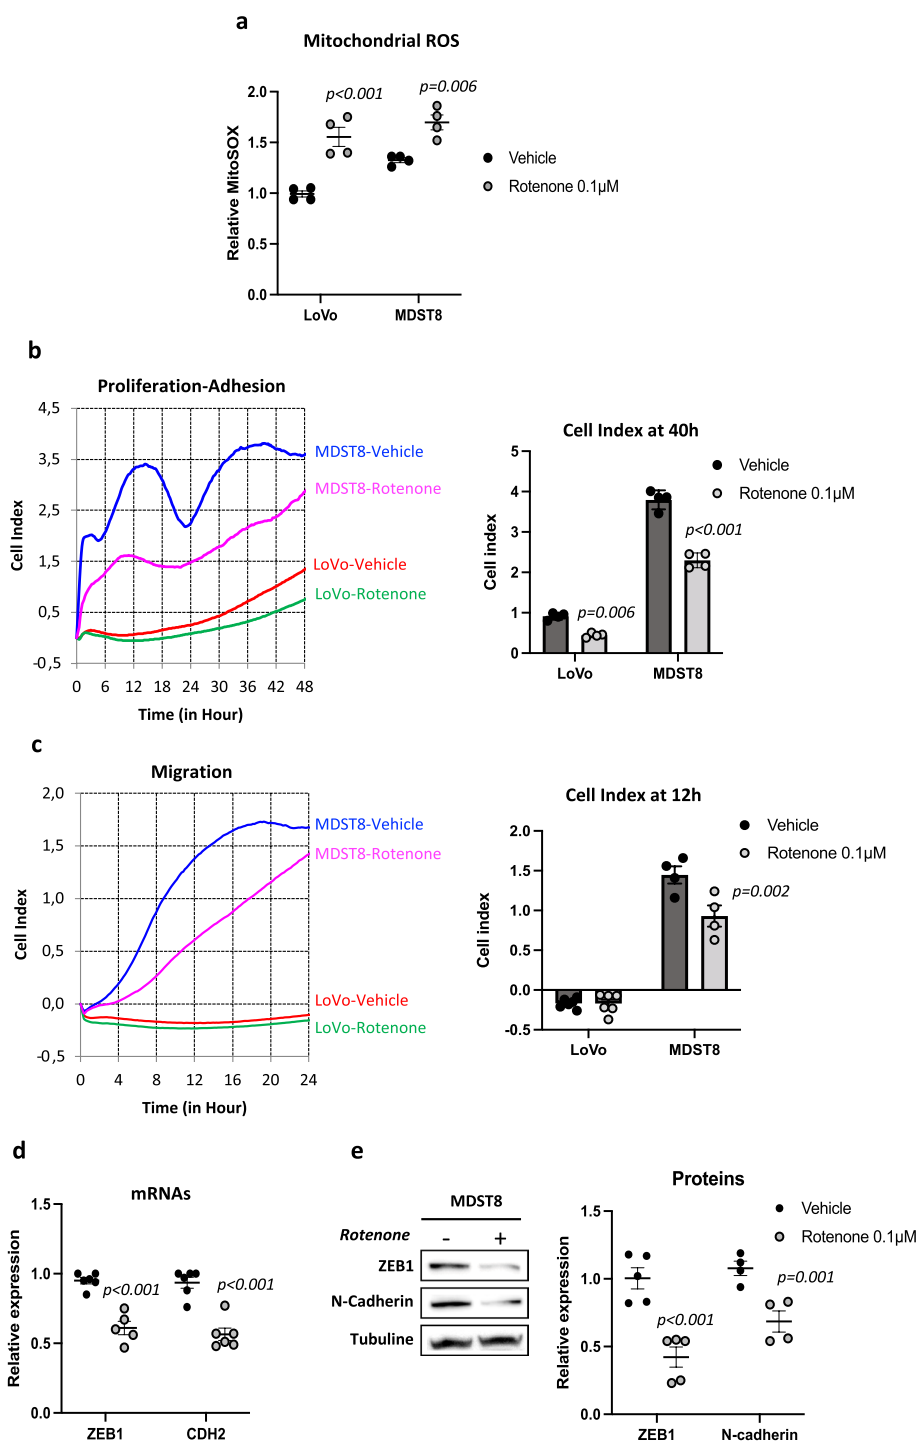 a
Mitochondrial ROS
Relative MitoSOX
2.0
1.5
1.0
0.5
0.0
p<0.001
p=0.006
Vehicle
Rotenone 0.1µM
LoVo
MDST8
b
Proliferation-Adhesion
Cell Index
4,5
3,5
2,5
1,5
0,5
-0,5
0 6 12 18 24 30 36 42 48
Time (in Hour)
MDST8-Vehicle
MDST8-Rotenone
LoVo-Vehicle
LoVo-Rotenone
Cell Index at 40h
Cell index
5
4
3
2
1
0
Vehicle
Rotenone 0.1µM
p<0.001
p=0.006
LoVo
MDST8
c
Migration
Cell Index
2,0
1,5
1,0
0,5
0,0
-0,5
0 4 8 12 16 20 24
Time (in Hour)
MDST8-Vehicle
MDST8-Rotenone
LoVo-Vehicle
LoVo-Rotenone
Cell Index at 12h
Cell index
2.0
1.5
1.0
0.5
0.0
-0.5
Vehicle
Rotenone 0.1µM
p=0.002
LoVo
MDST8
d
mRNAs
Relative expression
1.5
1.0
0.5
0.0
p<0.001
p<0.001
ZEB1
CDH2
e
MDST8
Rotenone - +
ZEB1
N-Cadherin
Tubuline
Proteins
Relative expression
1.5
1.0
0.5
0.0
Vehicle
Rotenone 0.1µM
p=0.001
p<0.001
ZEB1
N-cadherin